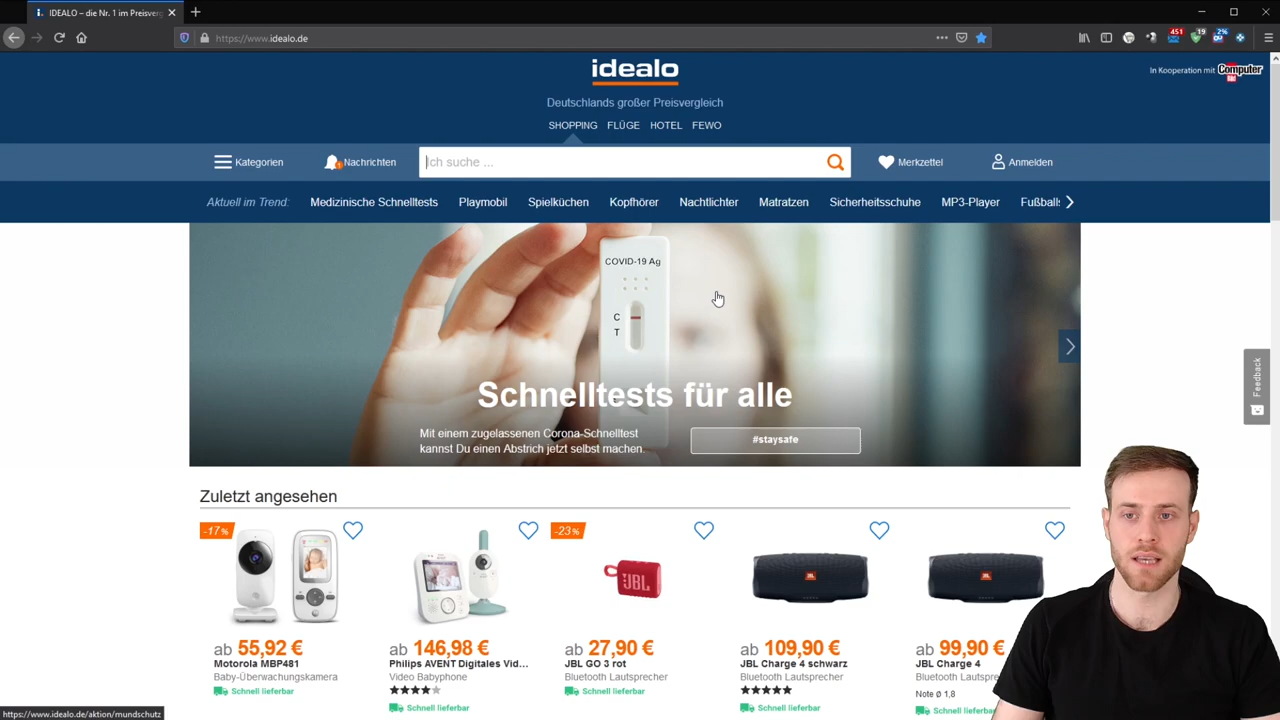 IDEALO – die Nr. 1 im Preisverg
https://www.idealo.de
451
19
2%
idealo
In Kooperation mit Computer
Deutschlands großer Preisvergleich
SHOPPING FLÜGE HOTEL FEWO
Kategorien
Nachrichten
Ich suche ...
Merkzettel
Anmelden
Aktuell im Trend: Medizinische Schnelltests Playmobil Spielküchen Kopfhörer Nachtlichter Matratzen Sicherheitsschuhe MP3-Player Fußball
COVID-19 Ag
C
T
Schnelltests für alle
Mit einem zugelassenen Corona-Schnelltest
kannst Du einen Abstrich jetzt selbst machen.
#staysafe
Feedback
Zuletzt angesehen
-17%
-23%
JBL
ab 55,92 €
Motorola MBP481
Baby-Überwachungskamera
Schnell lieferbar
ab 146,98 €
Philips AVENT Digitales Vid...
Video Babyphone
Schnell lieferbar
ab 27,90 €
JBL GO 3 rot
Bluetooth Lautsprecher
Schnell lieferbar
ab 109,90 €
JBL Charge 4 schwarz
Bluetooth Lautsprecher
Schnell lieferbar
ab 99,90 €
JBL Charge 4
Bluetooth Lautsprecher
Note ø 1,8
Schnell lieferbar
https://www.idealo.de/aktion/mundschutz